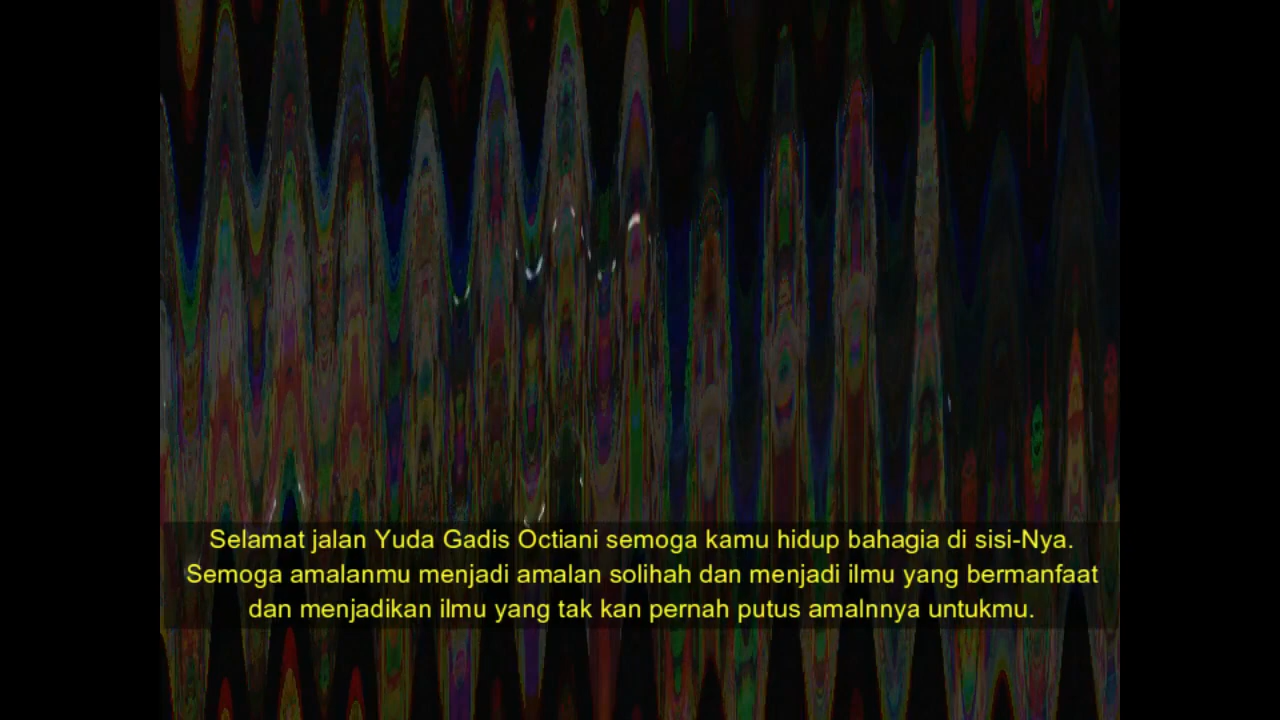 Selamat jalan Yuda Gadis Octiani semoga kamu hidup bahagia di sisi-Nya.
Semoga amalanmu menjadi amalan solihah dan menjadi ilmu yang bermanfaat
dan menjadikan ilmu yang tak kan pernah putus amalnnya untukmu.